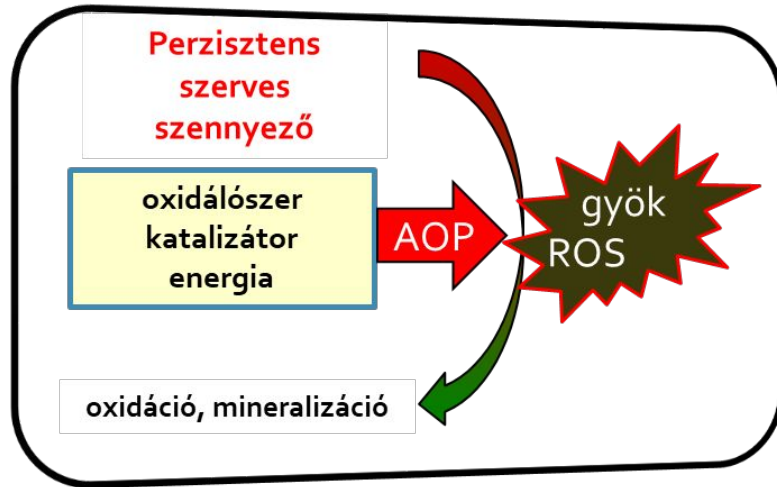 Perzisztens
szerves
szennyező
oxidálószer
katalizátor
energia
AOP
gyök
ROS
oxidáció, mineralizáció